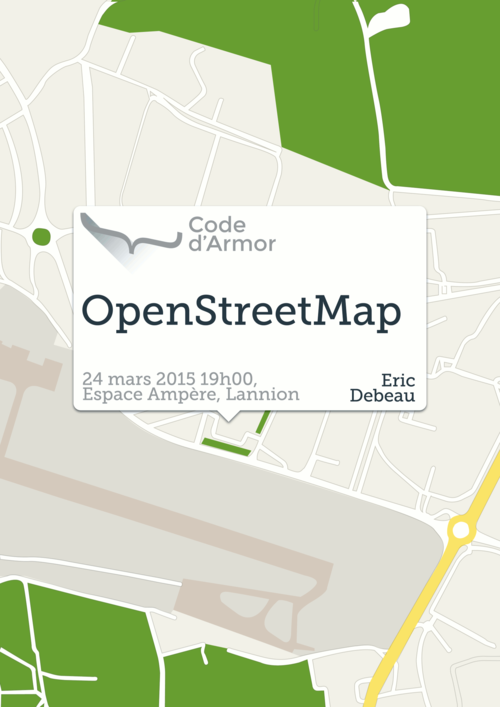 Code
d'Armor
OpenStreetMap
24 mars 2015 19h00,
Espace Ampère, Lannion
Eric
Debeau